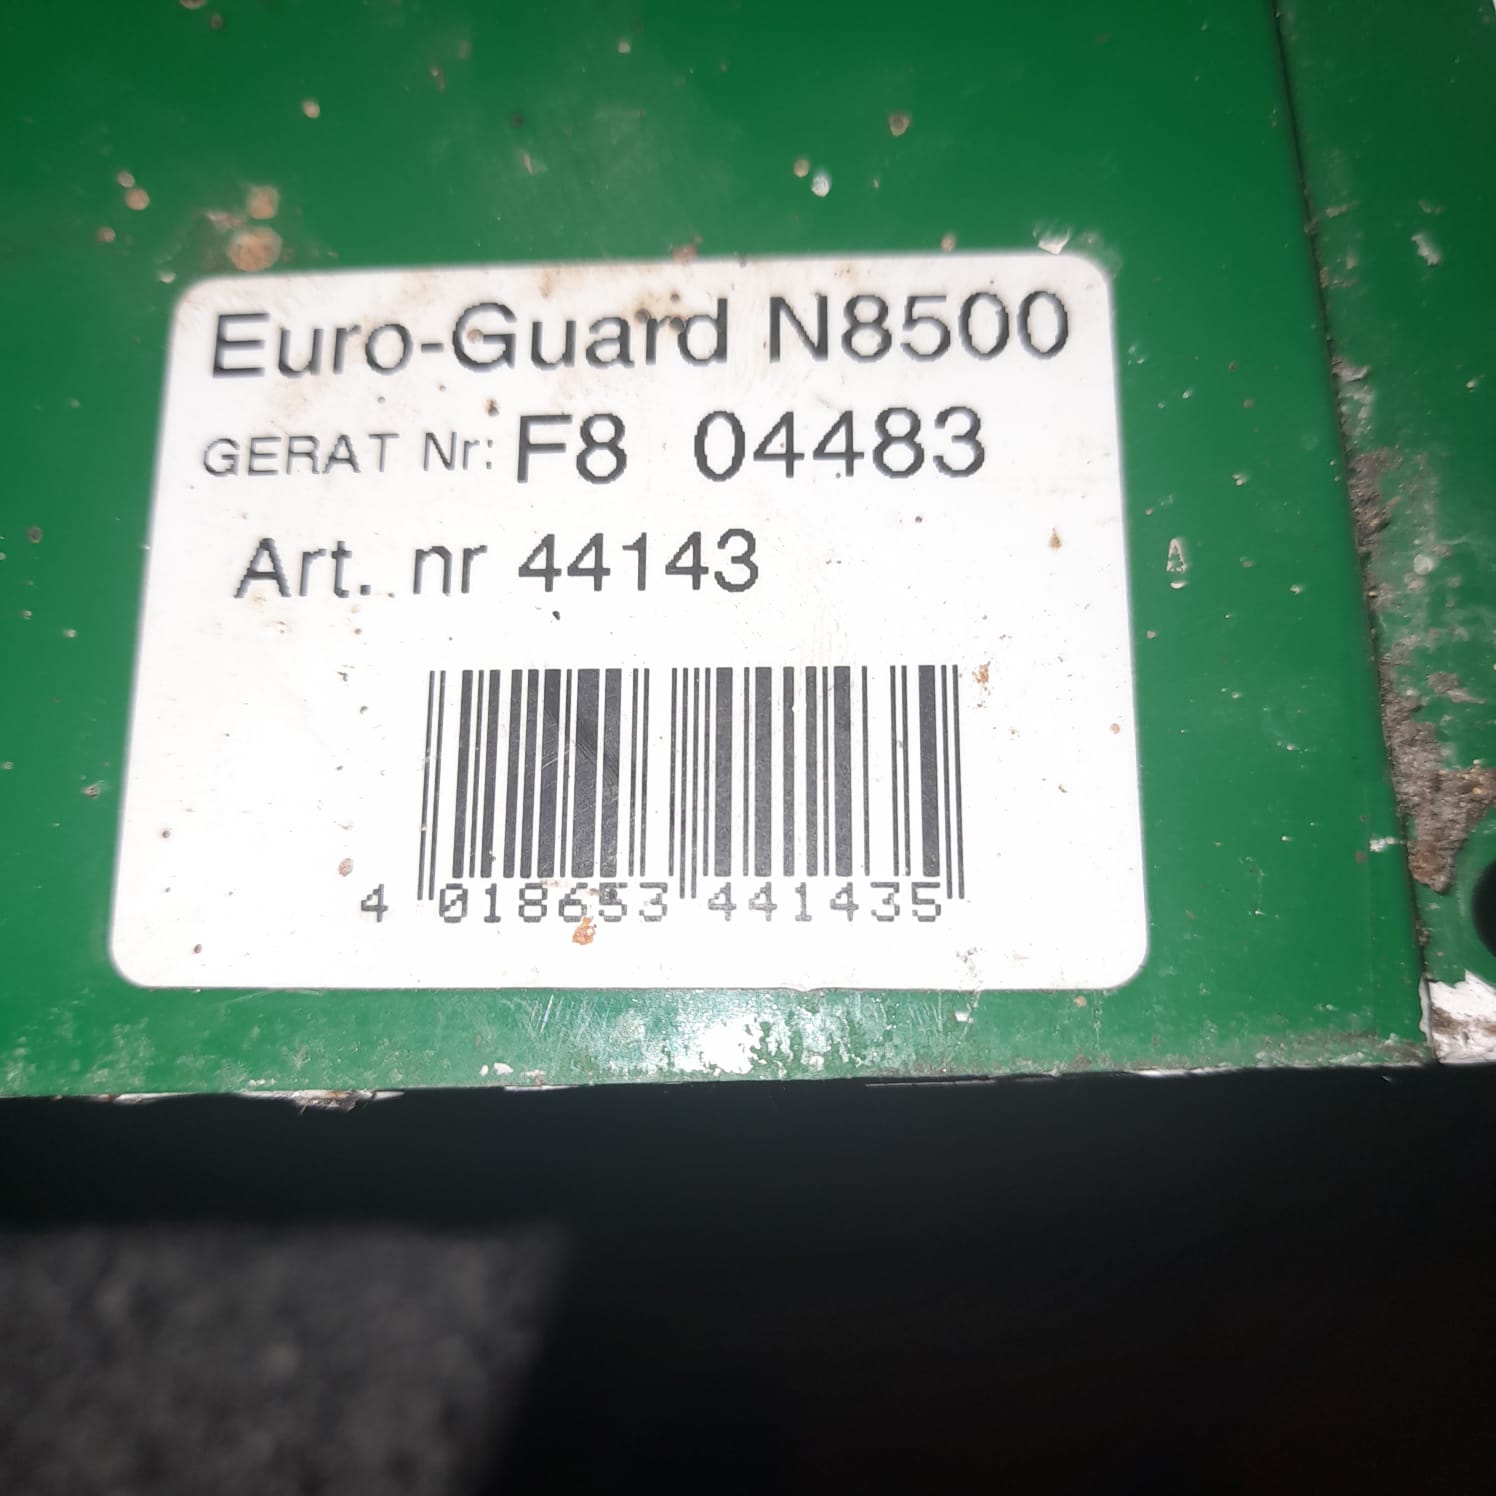 Euro-Guard N8500
GERAT Nr: F8 04483
Art. nr 44143
4 018653 441435